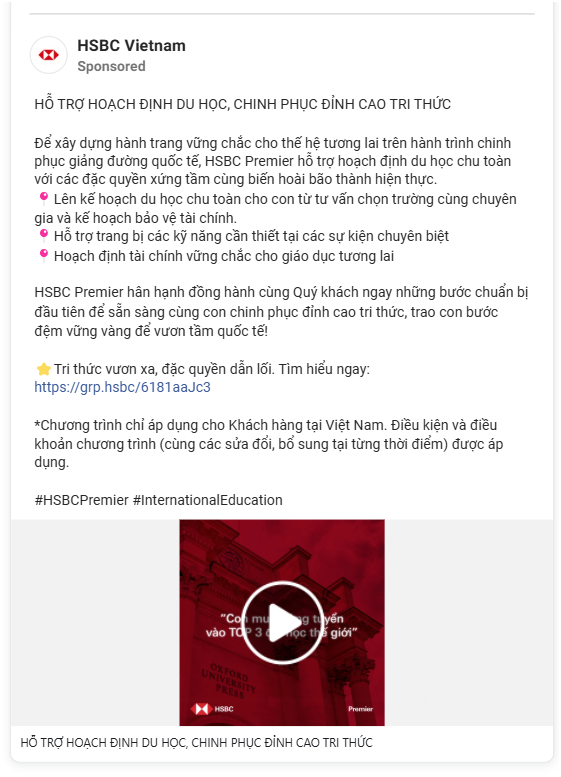 HSBC Vietnam
Sponsored
HỖ TRỢ HOẠCH ĐỊNH DU HỌC, CHINH PHỤC ĐỈNH CAO TRI THỨC
Để xây dựng hành trang vững chắc cho thế hệ tương lai trên hành trình chinh
phục giảng đường quốc tế, HSBC Premier hỗ trợ hoạch định du học chu toàn
với các đặc quyền xứng tầm cùng biến hoài bão thành hiện thực.
📍 Lên kế hoạch du học chu toàn cho con từ tư vấn chọn trường cùng chuyên
gia và kế hoạch bảo vệ tài chính.
📍 Hỗ trợ trang bị các kỹ năng cần thiết tại các sự kiện chuyên biệt
📍 Hoạch định tài chính vững chắc cho giáo dục tương lai
HSBC Premier hân hạnh đồng hành cùng Quý khách ngay những bước chuẩn bị
đầu tiên để sẵn sàng cùng con chinh phục đỉnh cao tri thức, trao con bước
đệm vững vàng để vươn tầm quốc tế!
⭐ Tri thức vươn xa, đặc quyền dẫn lối. Tìm hiểu ngay:
https://grp.hsbc/6181aaJc3
*Chương trình chỉ áp dụng cho Khách hàng tại Việt Nam. Điều kiện và điều
khoản chương trình (cùng các sửa đổi, bổ sung tại từng thời điểm) được áp
dụng.
#HSBCPremier #InternationalEducation
"Con tuyển
vào TOP 3 học thế giới"
OXFORD
UNIVERSITY
PRESS
HSBC
Premier
HỖ TRỢ HOẠCH ĐỊNH DU HỌC, CHINH PHỤC ĐỈNH CAO TRI THỨC